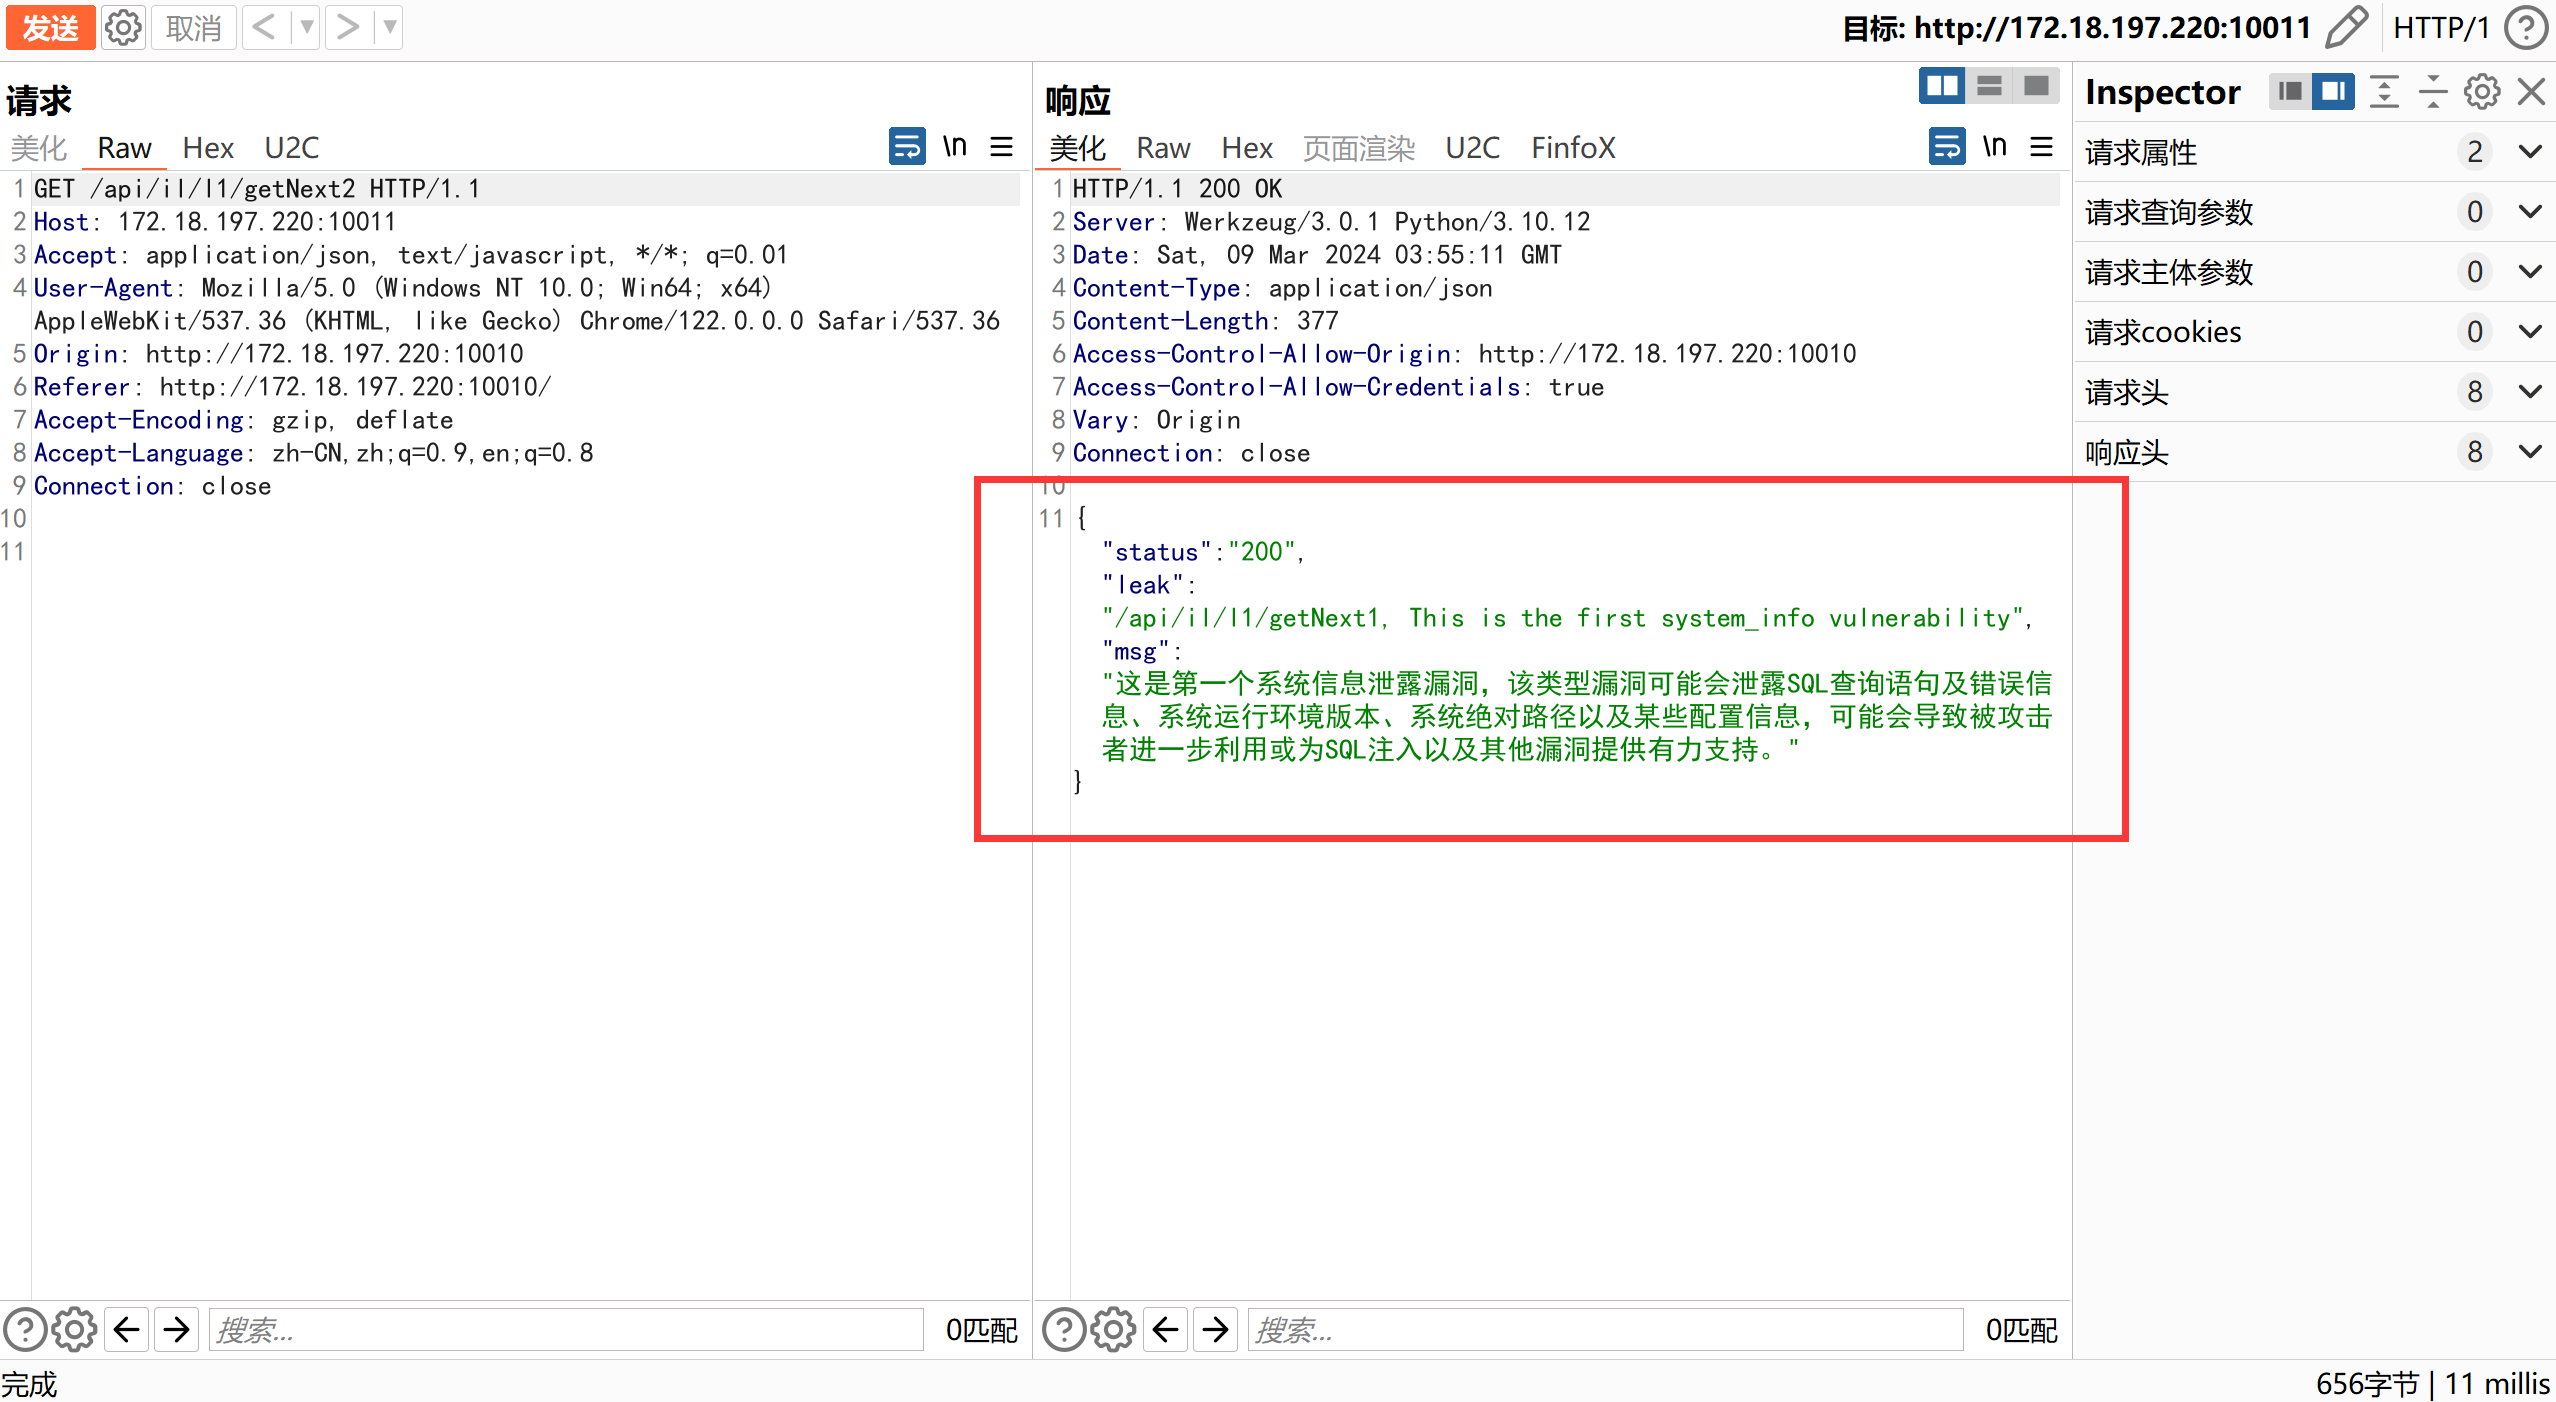 发送 取消
目标: http://172.18.197.220:10011 HTTP/1
请求
美化 Raw Hex U2C \n
1 GET /api/il/l1/getNext2 HTTP/1.1
2 Host: 172.18.197.220:10011
3 Accept: application/json, text/javascript, */*; q=0.01
4 User-Agent: Mozilla/5.0 (Windows NT 10.0; Win64; x64)
AppleWebKit/537.36 (KHTML, like Gecko) Chrome/122.0.0.0 Safari/537.36
5 Origin: http://172.18.197.220:10010
6 Referer: http://172.18.197.220:10010/
7 Accept-Encoding: gzip, deflate
8 Accept-Language: zh-CN,zh;q=0.9,en;q=0.8
9 Connection: close
10
11
搜索... 0匹配
响应
美化 Raw Hex 页面渲染 U2C FinfoX \n
1 HTTP/1.1 200 OK
2 Server: Werkzeug/3.0.1 Python/3.10.12
3 Date: Sat, 09 Mar 2024 03:55:11 GMT
4 Content-Type: application/json
5 Content-Length: 377
6 Access-Control-Allow-Origin: http://172.18.197.220:10010
7 Access-Control-Allow-Credentials: true
8 Vary: Origin
9 Connection: close
10
11 {
"status":"200",
"leak":
"/api/il/l1/getNext1, This is the first system_info vulnerability",
"msg":
"这是第一个系统信息泄露漏洞，该类型漏洞可能会泄露SQL查询语句及错误信
息、系统运行环境版本、系统绝对路径以及某些配置信息，可能会导致被攻击
者进一步利用或为SQL注入以及其他漏洞提供有力支持。"
}
搜索... 0匹配
Inspector
请求属性 2
请求查询参数 0
请求主体参数 0
请求cookies 0
请求头 8
响应头 8
完成
656字节 | 11 millis